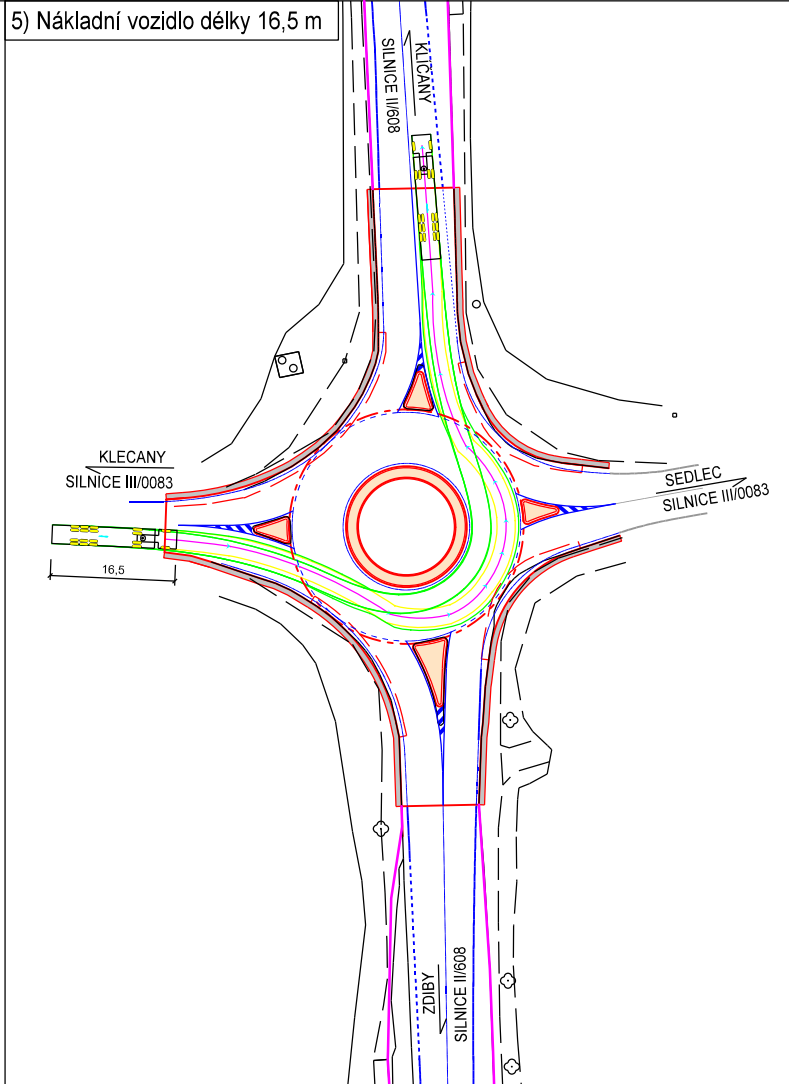 5) Nákladní vozidlo délky 16,5 m
KLÍČANY
SILNICE II/608
KLECANY
SILNICE III/0083
SEDLEC
SILNICE III/0083
16,5
ZDIBY
SILNICE II/608